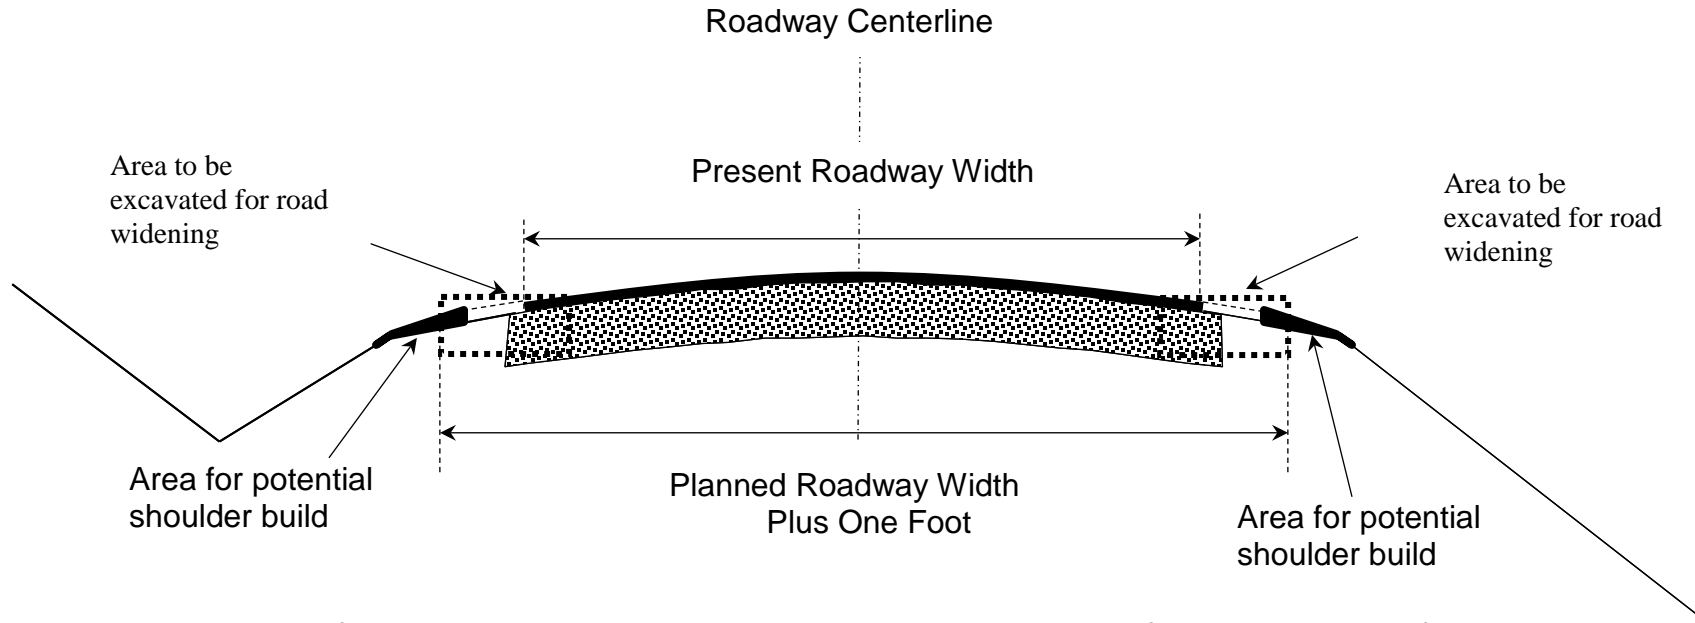 Roadway Centerline
Present Roadway Width
Area to be
excavated for road
widening
Area to be
excavated for road
widening
Area for potential
shoulder build
Planned Roadway Width
Plus One Foot
Area for potential
shoulder build